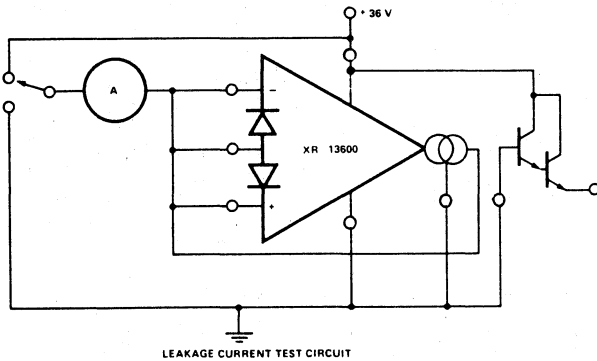 + 36 V
A
−
XR 13600
+
LEAKAGE CURRENT TEST CIRCUIT